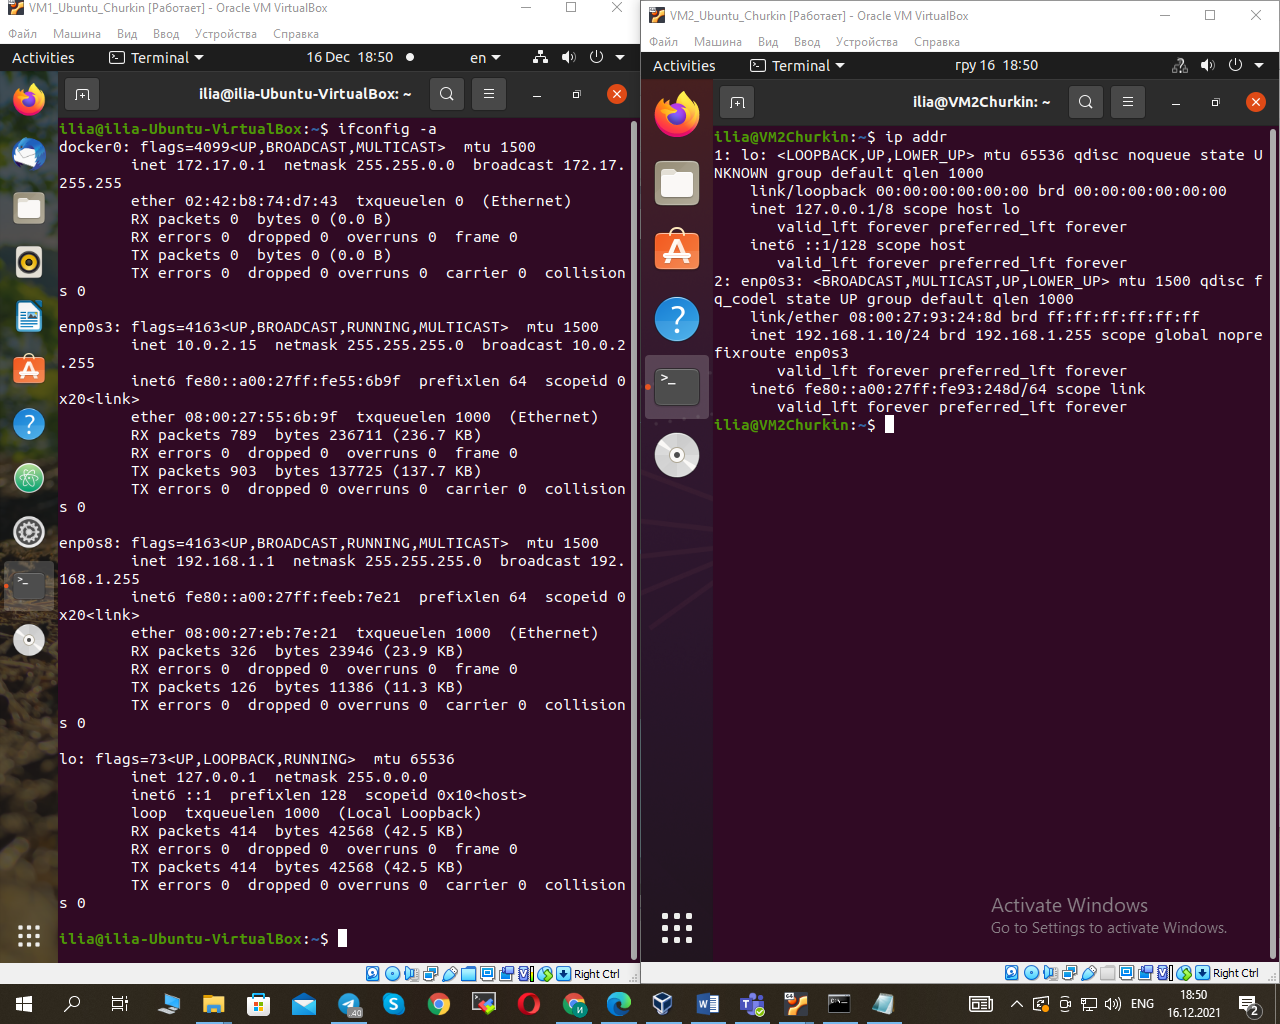 VM1_Ubuntu_Churkin [Работает] - Oracle VM VirtualBox
Файл Машина Вид Ввод Устройства Справка
Activities Terminal 16 Dec 18:50 en
ilia@ilia-Ubuntu-VirtualBox: ~
ilia@ilia-Ubuntu-VirtualBox:~$ ifconfig -a
docker0: flags=4099<UP,BROADCAST,MULTICAST>  mtu 1500
        inet 172.17.0.1  netmask 255.255.0.0  broadcast 172.17.
255.255
        ether 02:42:b8:74:d7:43  txqueuelen 0  (Ethernet)
        RX packets 0  bytes 0 (0.0 B)
        RX errors 0  dropped 0  overruns 0  frame 0
        TX packets 0  bytes 0 (0.0 B)
        TX errors 0  dropped 0 overruns 0  carrier 0  collision
s 0
enp0s3: flags=4163<UP,BROADCAST,RUNNING,MULTICAST>  mtu 1500
        inet 10.0.2.15  netmask 255.255.255.0  broadcast 10.0.2
.255
        inet6 fe80::a00:27ff:fe55:6b9f  prefixlen 64  scopeid 0
x20<link>
        ether 08:00:27:55:6b:9f  txqueuelen 1000  (Ethernet)
        RX packets 789  bytes 236711 (236.7 KB)
        RX errors 0  dropped 0  overruns 0  frame 0
        TX packets 903  bytes 137725 (137.7 KB)
        TX errors 0  dropped 0 overruns 0  carrier 0  collision
s 0
enp0s8: flags=4163<UP,BROADCAST,RUNNING,MULTICAST>  mtu 1500
        inet 192.168.1.1  netmask 255.255.255.0  broadcast 192.
168.1.255
        inet6 fe80::a00:27ff:feeb:7e21  prefixlen 64  scopeid 0
x20<link>
        ether 08:00:27:eb:7e:21  txqueuelen 1000  (Ethernet)
        RX packets 326  bytes 23946 (23.9 KB)
        RX errors 0  dropped 0  overruns 0  frame 0
        TX packets 126  bytes 11386 (11.3 KB)
        TX errors 0  dropped 0 overruns 0  carrier 0  collision
s 0
lo: flags=73<UP,LOOPBACK,RUNNING>  mtu 65536
        inet 127.0.0.1  netmask 255.0.0.0
        inet6 ::1  prefixlen 128  scopeid 0x10<host>
        loop  txqueuelen 1000  (Local Loopback)
        RX packets 414  bytes 42568 (42.5 KB)
        RX errors 0  dropped 0  overruns 0  frame 0
        TX packets 414  bytes 42568 (42.5 KB)
        TX errors 0  dropped 0 overruns 0  carrier 0  collision
s 0
ilia@ilia-Ubuntu-VirtualBox:~$
Right Ctrl
VM2_Ubuntu_Churkin [Работает] - Oracle VM VirtualBox
Файл Машина Вид Ввод Устройства Справка
Activities Terminal гру 16 18:50
ilia@VM2Churkin: ~
ilia@VM2Churkin:~$ ip addr
1: lo: <LOOPBACK,UP,LOWER_UP> mtu 65536 qdisc noqueue state U
NKNOWN group default qlen 1000
    link/loopback 00:00:00:00:00:00 brd 00:00:00:00:00:00
    inet 127.0.0.1/8 scope host lo
       valid_lft forever preferred_lft forever
    inet6 ::1/128 scope host
       valid_lft forever preferred_lft forever
2: enp0s3: <BROADCAST,MULTICAST,UP,LOWER_UP> mtu 1500 qdisc f
q_codel state UP group default qlen 1000
    link/ether 08:00:27:93:24:8d brd ff:ff:ff:ff:ff:ff
    inet 192.168.1.10/24 brd 192.168.1.255 scope global nopre
fixroute enp0s3
       valid_lft forever preferred_lft forever
    inet6 fe80::a00:27ff:fe93:248d/64 scope link
       valid_lft forever preferred_lft forever
ilia@VM2Churkin:~$
Activate Windows
Go to Settings to activate Windows.
Right Ctrl
.40
ENG
18:50
16.12.2021
2